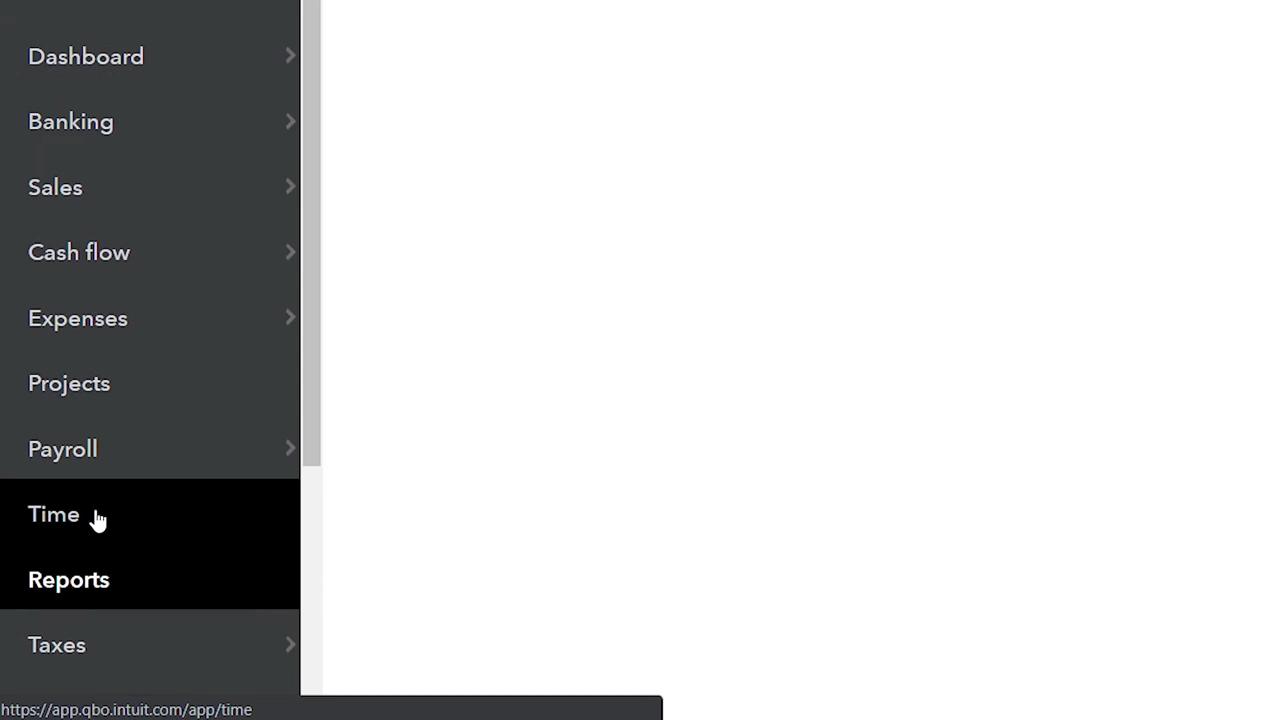 Dashboard
Banking
Sales
Cash flow
Expenses
Projects
Payroll
Time
Reports
Taxes
https://app.qbo.intuit.com/app/time